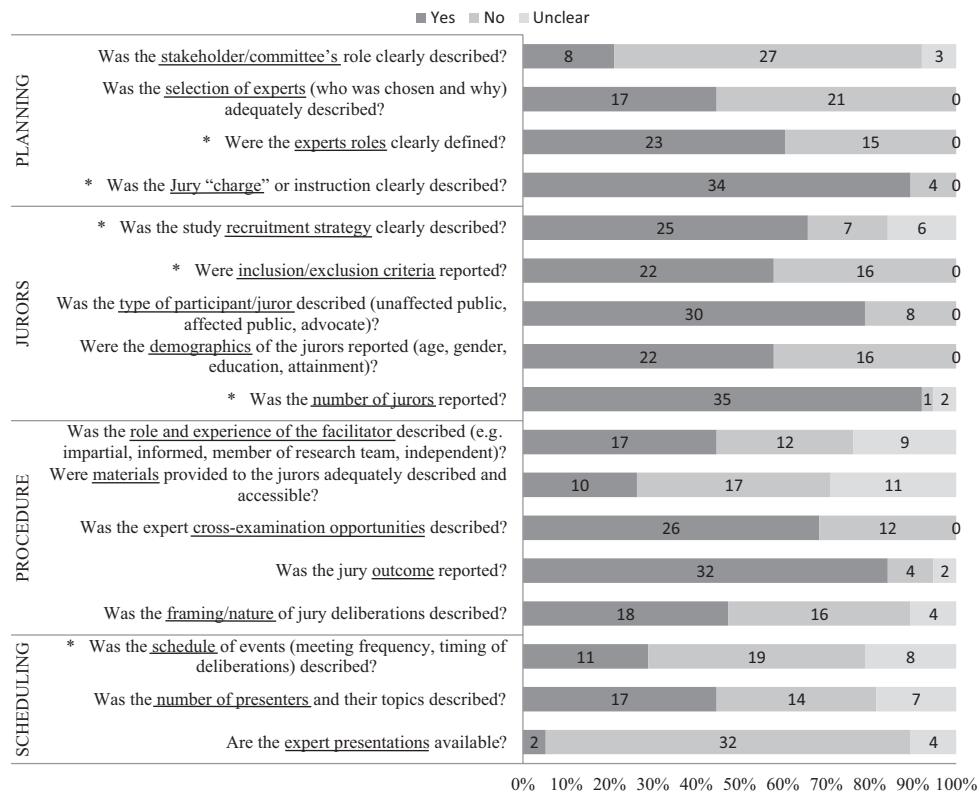 Yes No Unclear
PLANNING
Was the stakeholder/committee's role clearly described?
8 27 3
Was the selection of experts (who was chosen and why)
adequately described?
17 21 0
* Were the experts roles clearly defined?
23 15 0
* Was the Jury “charge” or instruction clearly described?
34 4 0
JURORS
* Was the study recruitment strategy clearly described?
25 7 6
* Were inclusion/exclusion criteria reported?
22 16 0
Was the type of participant/juror described (unaffected public,
affected public, advocate)?
30 8 0
Were the demographics of the jurors reported (age, gender,
education, attainment)?
22 16 0
* Was the number of jurors reported?
35 1 2
PROCEDURE
Was the role and experience of the facilitator described (e.g.
impartial, informed, member of research team, independent)?
17 12 9
Were materials provided to the jurors adequately described and
accessible?
10 17 11
Was the expert cross-examination opportunities described?
26 12 0
Was the jury outcome reported?
32 4 2
Was the framing/nature of jury deliberations described?
18 16 4
SCHEDULING
* Was the schedule of events (meeting frequency, timing of
deliberations) described?
11 19 8
Was the number of presenters and their topics described?
17 14 7
Are the expert presentations available?
2 32 4
0% 10% 20% 30% 40% 50% 60% 70% 80% 90% 100%